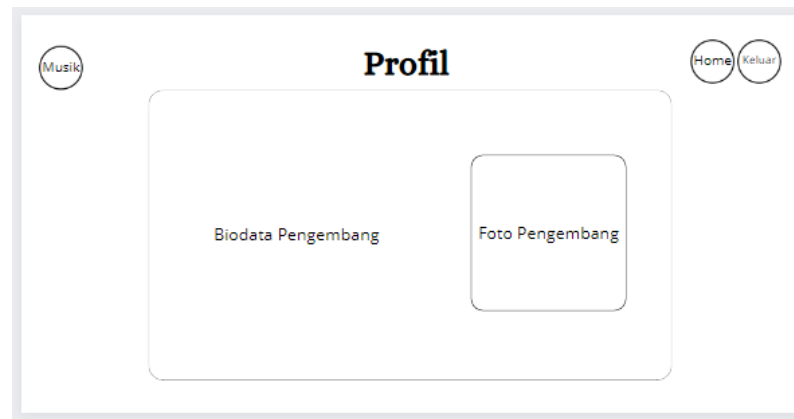 Musik
Profil
Home
Keluar
Biodata Pengembang
Foto Pengembang